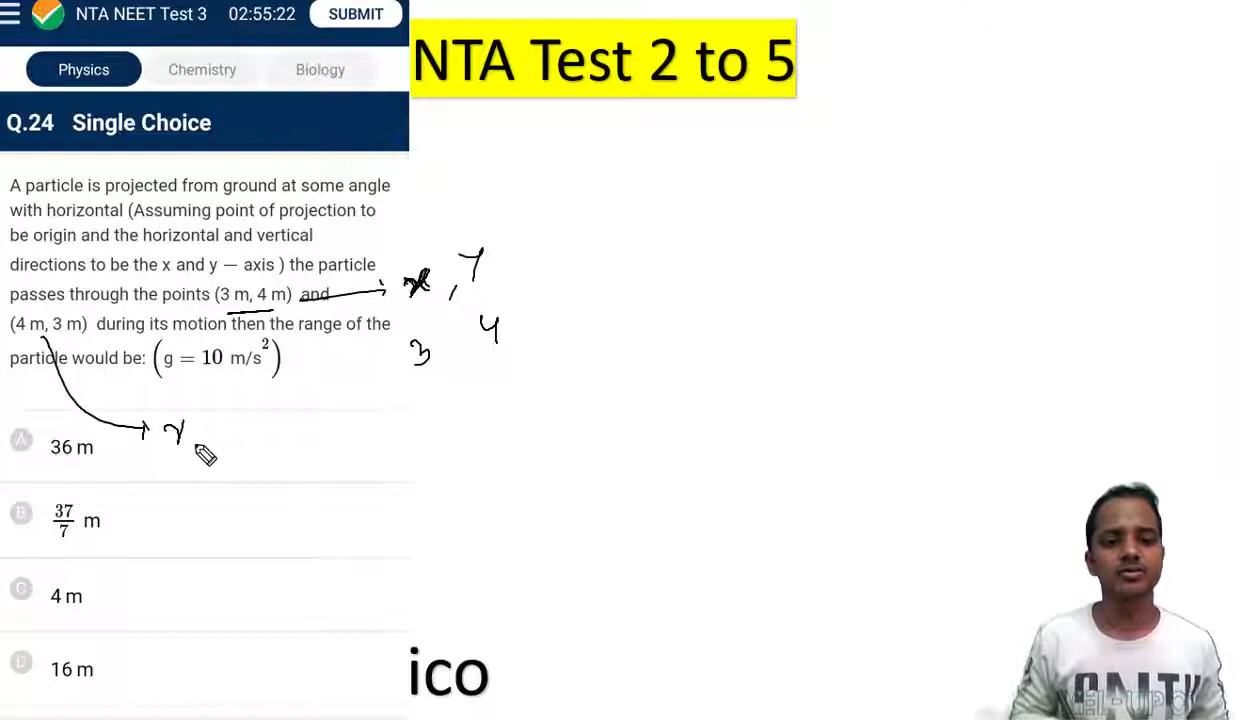 NTA NEET Test 3 02:55:22 SUBMIT
NTA Test 2 to 5
Physics Chemistry Biology
Q.24 Single Choice
A particle is projected from ground at some angle
with horizontal (Assuming point of projection to
be origin and the horizontal and vertical
directions to be the x and y – axis ) the particle
passes through the points (3 m, 4 m) and
(4 m, 3 m) during its motion then the range of the
particle would be: (g = 10 m/s²)
x , y
3 4
x
A 36 m
B 37/7 m
C 4 m
D 16 m
ico